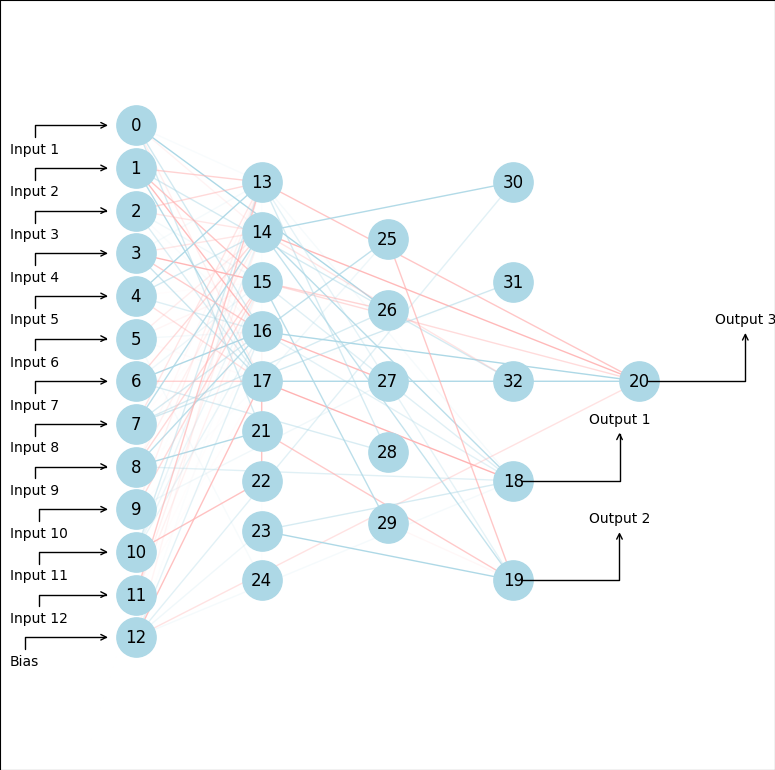 0
Input 1
1
Input 2
2
Input 3
3
Input 4
4
Input 5
5
Input 6
6
Input 7
7
Input 8
8
Input 9
9
Input 10
10
Input 11
11
Input 12
12
Bias
13
14
15
16
17
21
22
23
24
25
26
27
28
29
30
31
32
18
19
20
Output 3
Output 1
Output 2